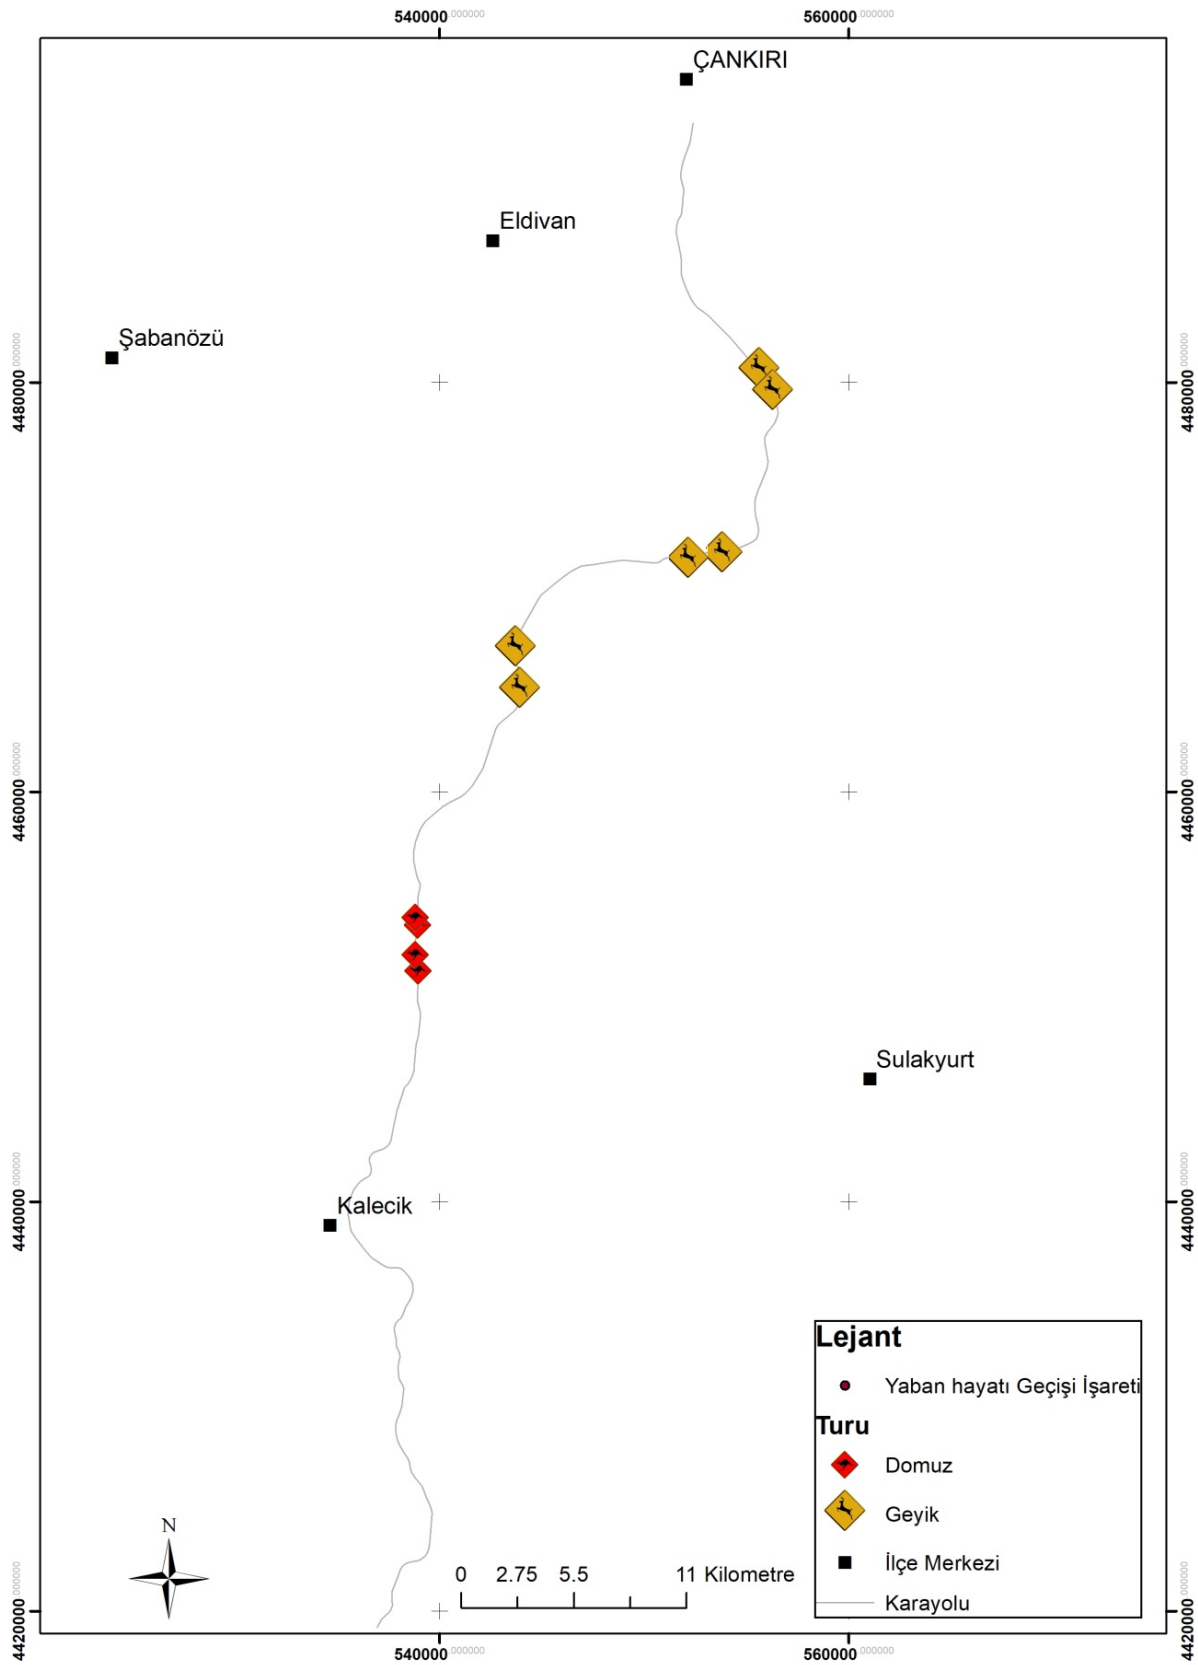 540000.000000 560000.000000
ÇANKIRI
Eldivan
Şabanözü
4480000.000000 4480000.000000
4460000.000000 4460000.000000
Sulakyurt
Kalecik
4440000.000000 4440000.000000
Lejant
Yaban hayatı Geçişi İşareti
Turu
Domuz
Geyik
İlçe Merkezi
Karayolu
N
0 2.75 5.5 11 Kilometre
4420000.000000 4420000.000000
540000.000000 560000.000000